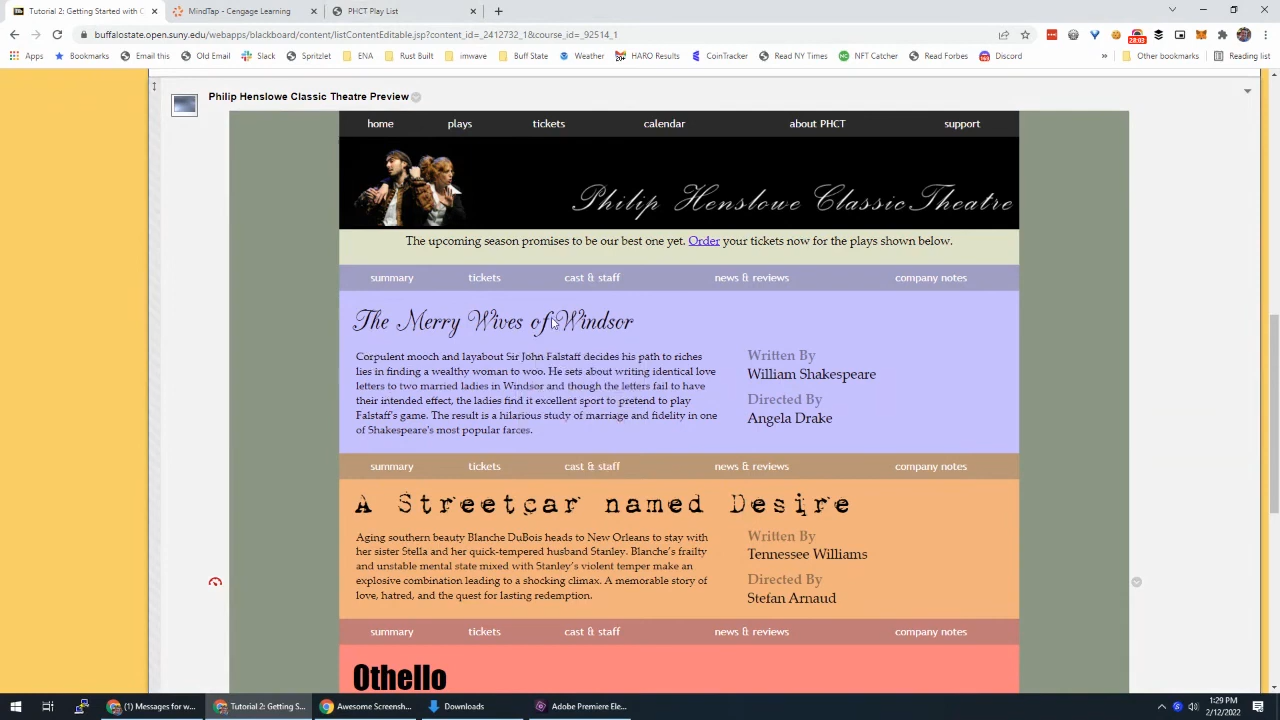 Tutorial 2: Getting Started with C
MindTap - Cengage Learning
PHCT Play List
buffalostate.open.suny.edu/webapps/blackboard/content/listContentEditable.jsp?content_id=_2412732_1&course_id=_92514_1
28:03
Apps
Email this
Old Email
Slack
Spritzlet
ENA
Rust Built
imwave
Buff State
Weather
HARO Results
CoinTracker
Read NY Times
NFT Catcher
Read Forbes
Discord
»
Other bookmarks
Reading list
Philip Henslowe Classic Theatre Preview
home plays tickets calendar about PHCT support
Philip Henslowe Classic Theatre
The upcoming season promises to be our best one yet. Order your tickets now for the plays shown below.
summary tickets cast & staff news & reviews company notes
The Merry Wives of Windsor
Corpulent mooch and layabout Sir John Falstaff decides his path to riches
lies in finding a wealthy woman to woo. He sets about writing identical love
letters to two married ladies in Windsor and though the letters fail to have
their intended effect, the ladies find it excellent sport to pretend to play
Falstaff's game. The result is a hilarious study of marriage and fidelity in one
of Shakespeare's most popular farces.
Written By
William Shakespeare
Directed By
Angela Drake
summary tickets cast & staff news & reviews company notes
A Streetcar named Desire
Aging southern beauty Blanche DuBois heads to New Orleans to stay with
her sister Stella and her quick-tempered husband Stanley. Blanche's frailty
and unstable mental state mixed with Stanley's violent temper make an
explosive combination leading to a shocking climax. A memorable story of
love, hatred, and the quest for lasting redemption.
Written By
Tennessee Williams
Directed By
Stefan Arnaud
summary tickets cast & staff news & reviews company notes
Othello
(1) Messages for w...
Tutorial 2: Getting S...
Awesome Screensh...
Downloads
Adobe Premiere Ele...
1:29 PM
2/12/2022